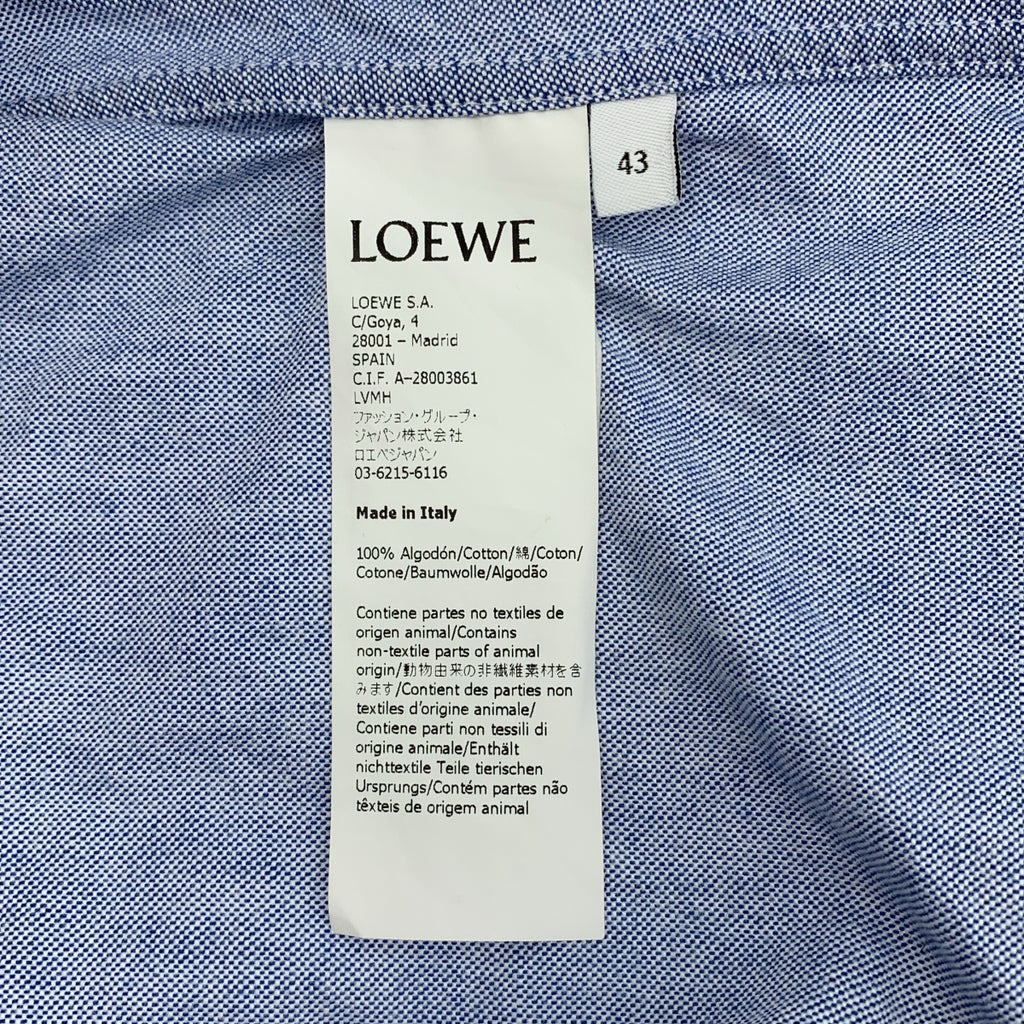 43
LOEWE
LOEWE S.A.
C/Goya, 4
28001 – Madrid
SPAIN
C.I.F. A–28003861
LVMH
ファッション・グループ・
ジャパン株式会社
ロエベジャパン
03-6215-6116
Made in Italy
100% Algodón/Cotton/綿/Coton/
Cotone/Baumwolle/Algodão
Contiene partes no textiles de
origen animal/Contains
non-textile parts of animal
origin/動物由来の非繊維素材を含
みます/Contient des parties non
textiles d'origine animale/
Contiene parti non tessili di
origine animale/Enthält
nichttextile Teile tierischen
Ursprungs/Contém partes não
têxteis de origem animal